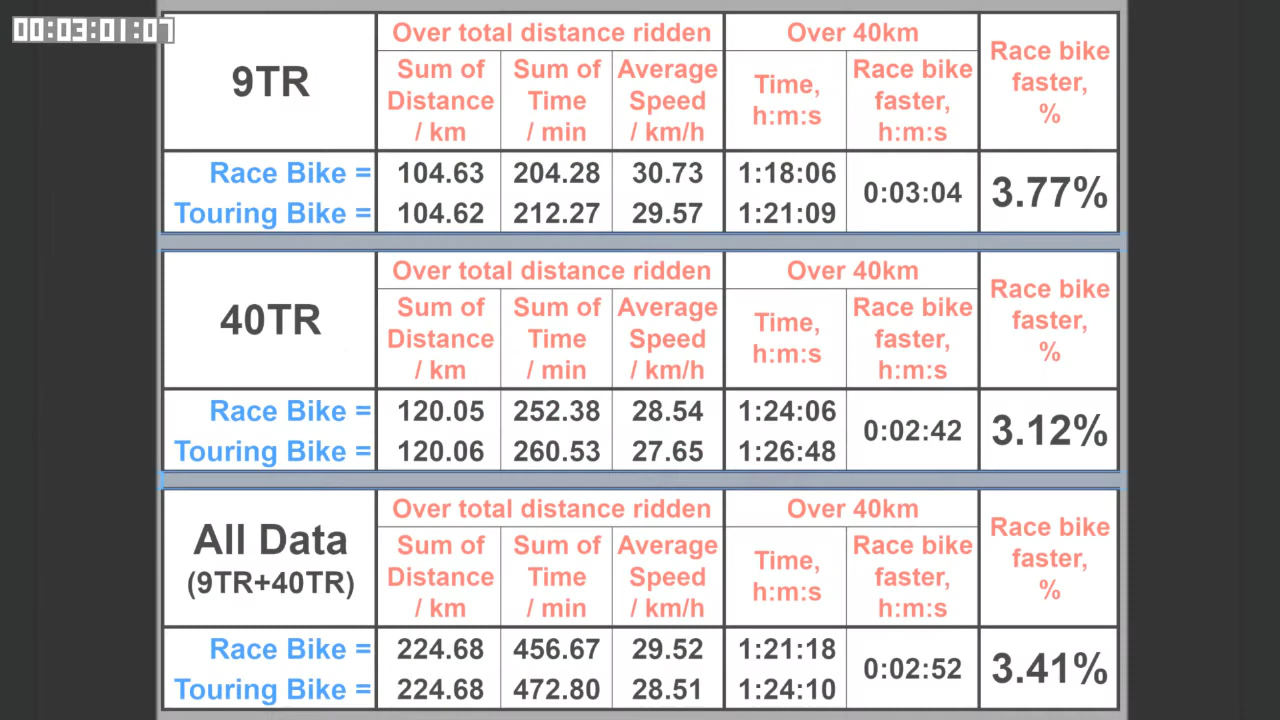 00:03:01:07
9TR
Over total distance ridden
Over 40km
Race bike faster, %
Sum of Distance / km
Sum of Time / min
Average Speed / km/h
Time, h:m:s
Race bike faster, h:m:s
Race Bike = 104.63 204.28 30.73 1:18:06
Touring Bike = 104.62 212.27 29.57 1:21:09
0:03:04
3.77%
40TR
Over total distance ridden
Over 40km
Race bike faster, %
Sum of Distance / km
Sum of Time / min
Average Speed / km/h
Time, h:m:s
Race bike faster, h:m:s
Race Bike = 120.05 252.38 28.54 1:24:06
Touring Bike = 120.06 260.53 27.65 1:26:48
0:02:42
3.12%
All Data
(9TR+40TR)
Over total distance ridden
Over 40km
Race bike faster, %
Sum of Distance / km
Sum of Time / min
Average Speed / km/h
Time, h:m:s
Race bike faster, h:m:s
Race Bike = 224.68 456.67 29.52 1:21:18
Touring Bike = 224.68 472.80 28.51 1:24:10
0:02:52
3.41%